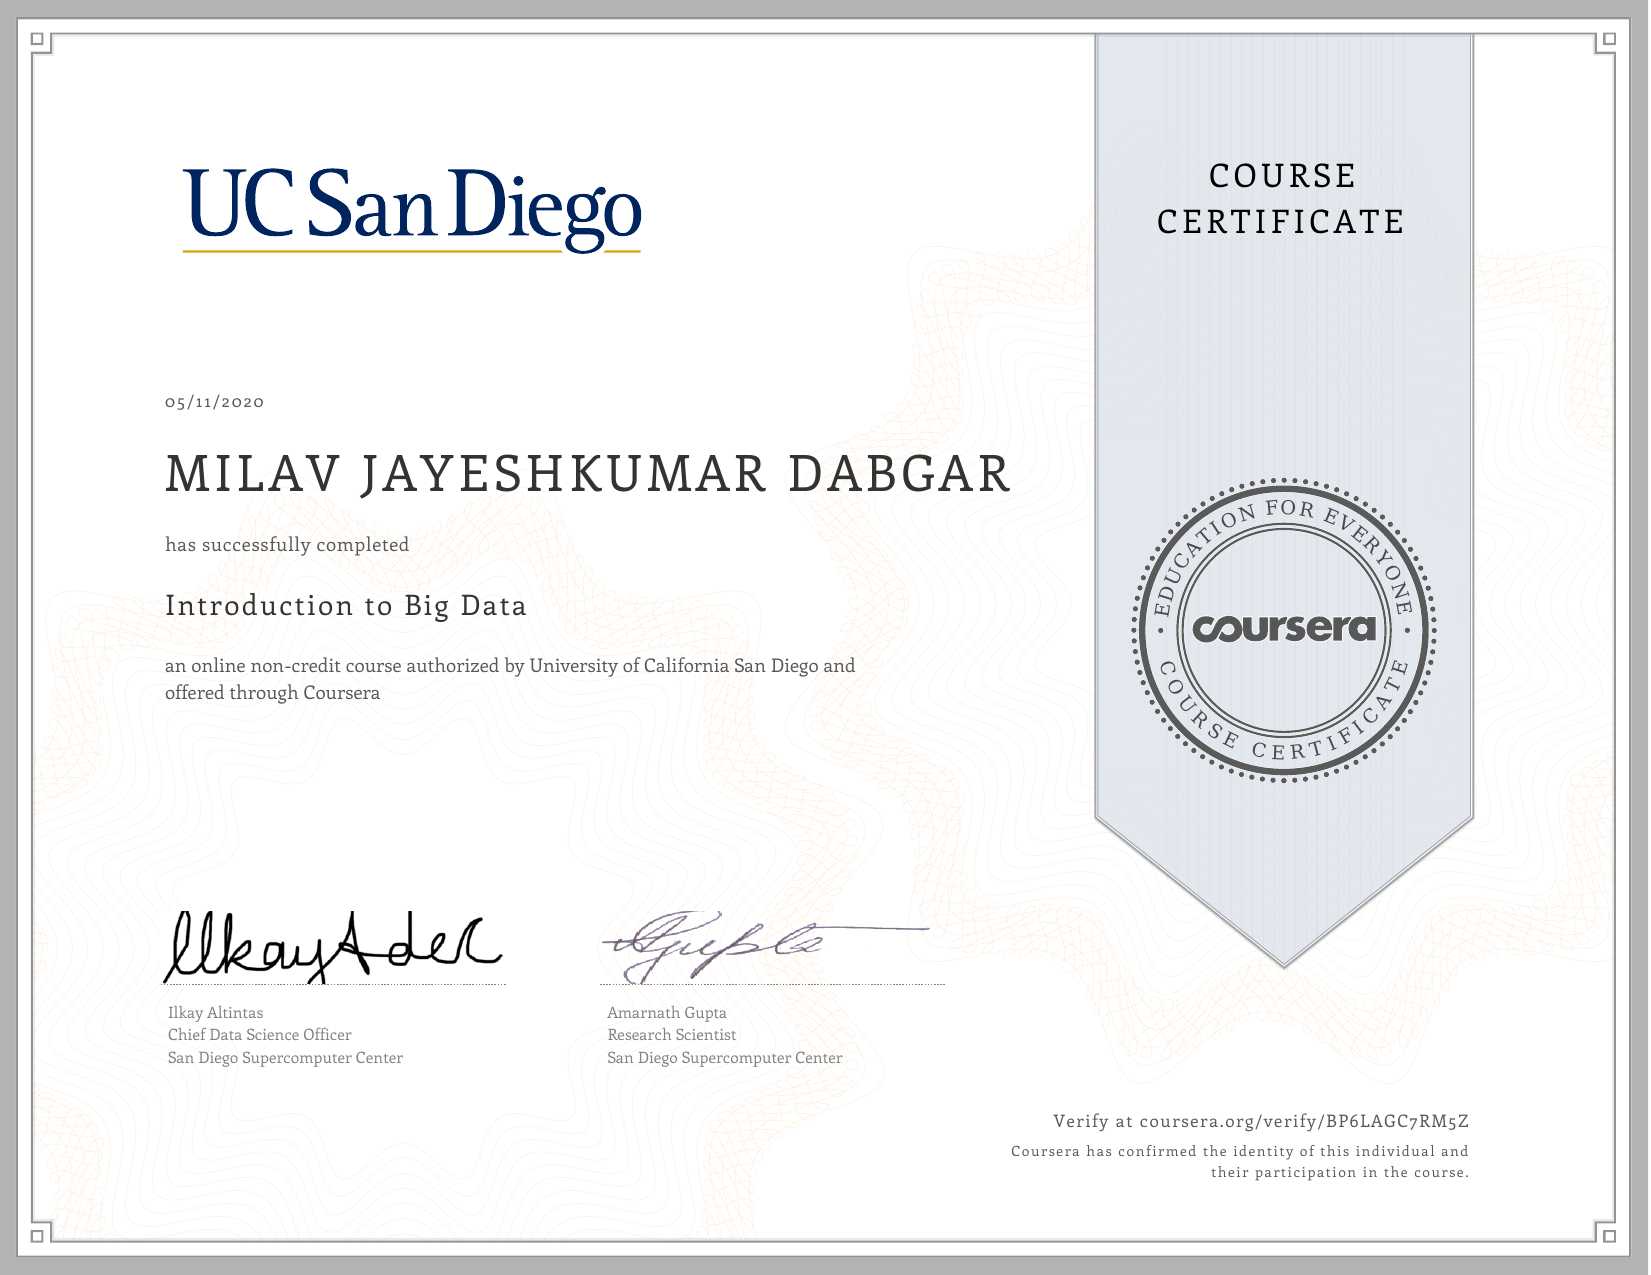 UC San Diego
COURSE
CERTIFICATE
05/11/2020
MILAV JAYESHKUMAR DABGAR
has successfully completed
Introduction to Big Data
an online non-credit course authorized by University of California San Diego and
offered through Coursera
EDUCATION FOR EVERYONE
coursera
COURSE CERTIFICATE
Ilkay Altintas
Chief Data Science Officer
San Diego Supercomputer Center
AGupta
Amarnath Gupta
Research Scientist
San Diego Supercomputer Center
Verify at coursera.org/verify/BP6LAGC7RM5Z
Coursera has confirmed the identity of this individual and
their participation in the course.